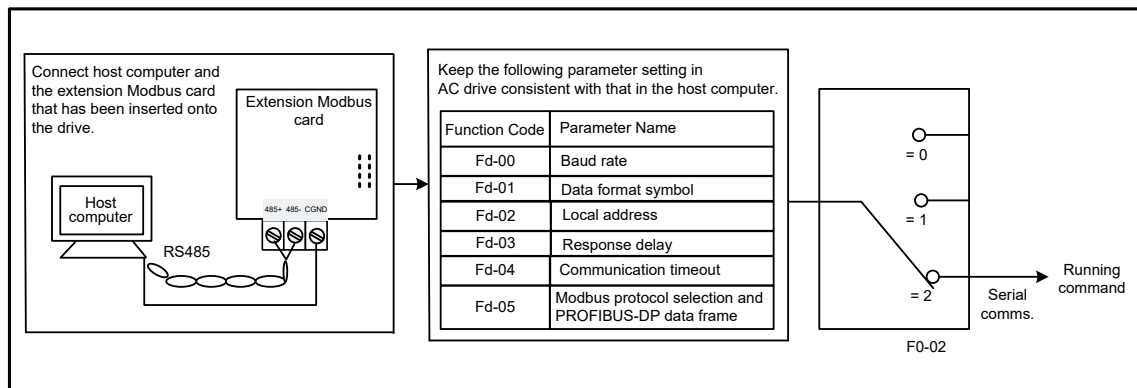 Connect host computer and
the extension Modbus card
that has been inserted onto
the drive.
Extension Modbus
card
485+ 485- CGND
Host
computer
RS485
Keep the following parameter setting in
AC drive consistent with that in the host computer.
Function Code Parameter Name
Fd-00 Baud rate
Fd-01 Data format symbol
Fd-02 Local address
Fd-03 Response delay
Fd-04 Communication timeout
Fd-05 Modbus protocol selection and
PROFIBUS-DP data frame
= 0
= 1
= 2
Serial
comms.
Running
command
F0-02